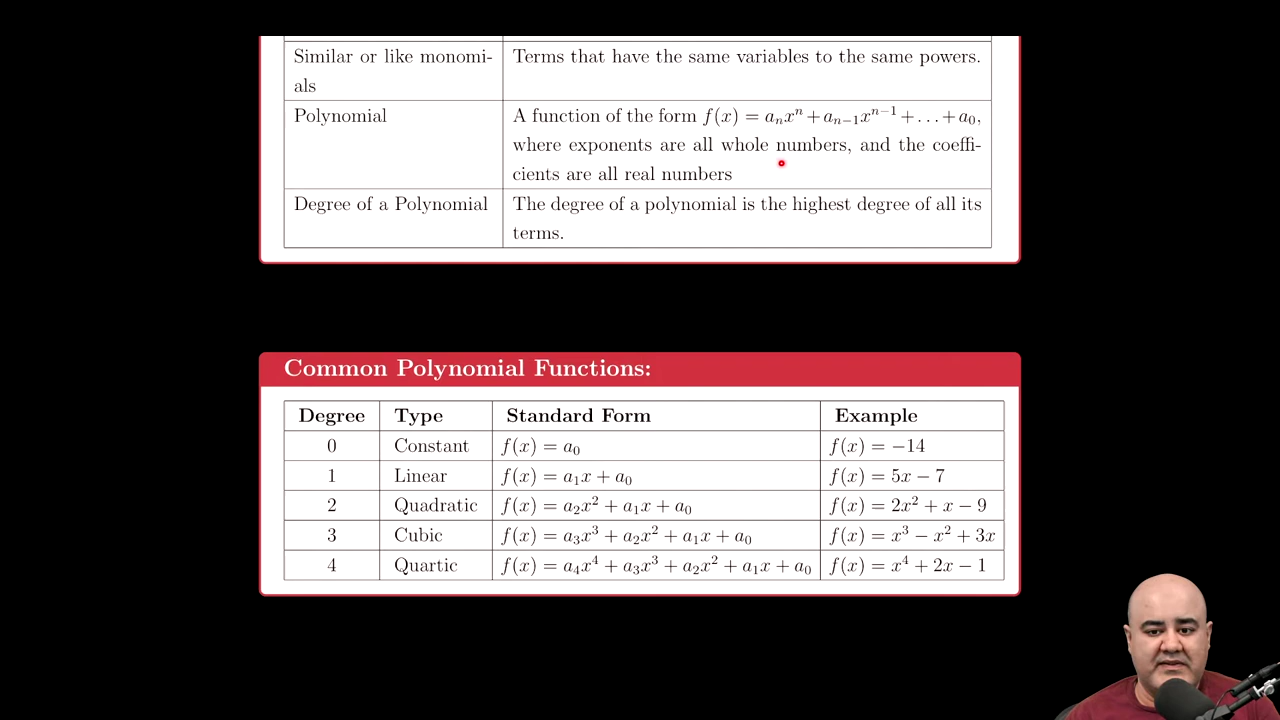 Similar or like monomi-
als
Terms that have the same variables to the same powers.
Polynomial
A function of the form f(x) = aₙxⁿ + aₙ₋₁xⁿ⁻¹ + … + a₀,
where exponents are all whole numbers, and the coeffi-
cients are all real numbers
Degree of a Polynomial
The degree of a polynomial is the highest degree of all its
terms.
Common Polynomial Functions:
Degree Type Standard Form Example
0 Constant f(x) = a₀ f(x) = −14
1 Linear f(x) = a₁x + a₀ f(x) = 5x − 7
2 Quadratic f(x) = a₂x² + a₁x + a₀ f(x) = 2x² + x − 9
3 Cubic f(x) = a₃x³ + a₂x² + a₁x + a₀ f(x) = x³ − x² + 3x
4 Quartic f(x) = a₄x⁴ + a₃x³ + a₂x² + a₁x + a₀ f(x) = x⁴ + 2x − 1